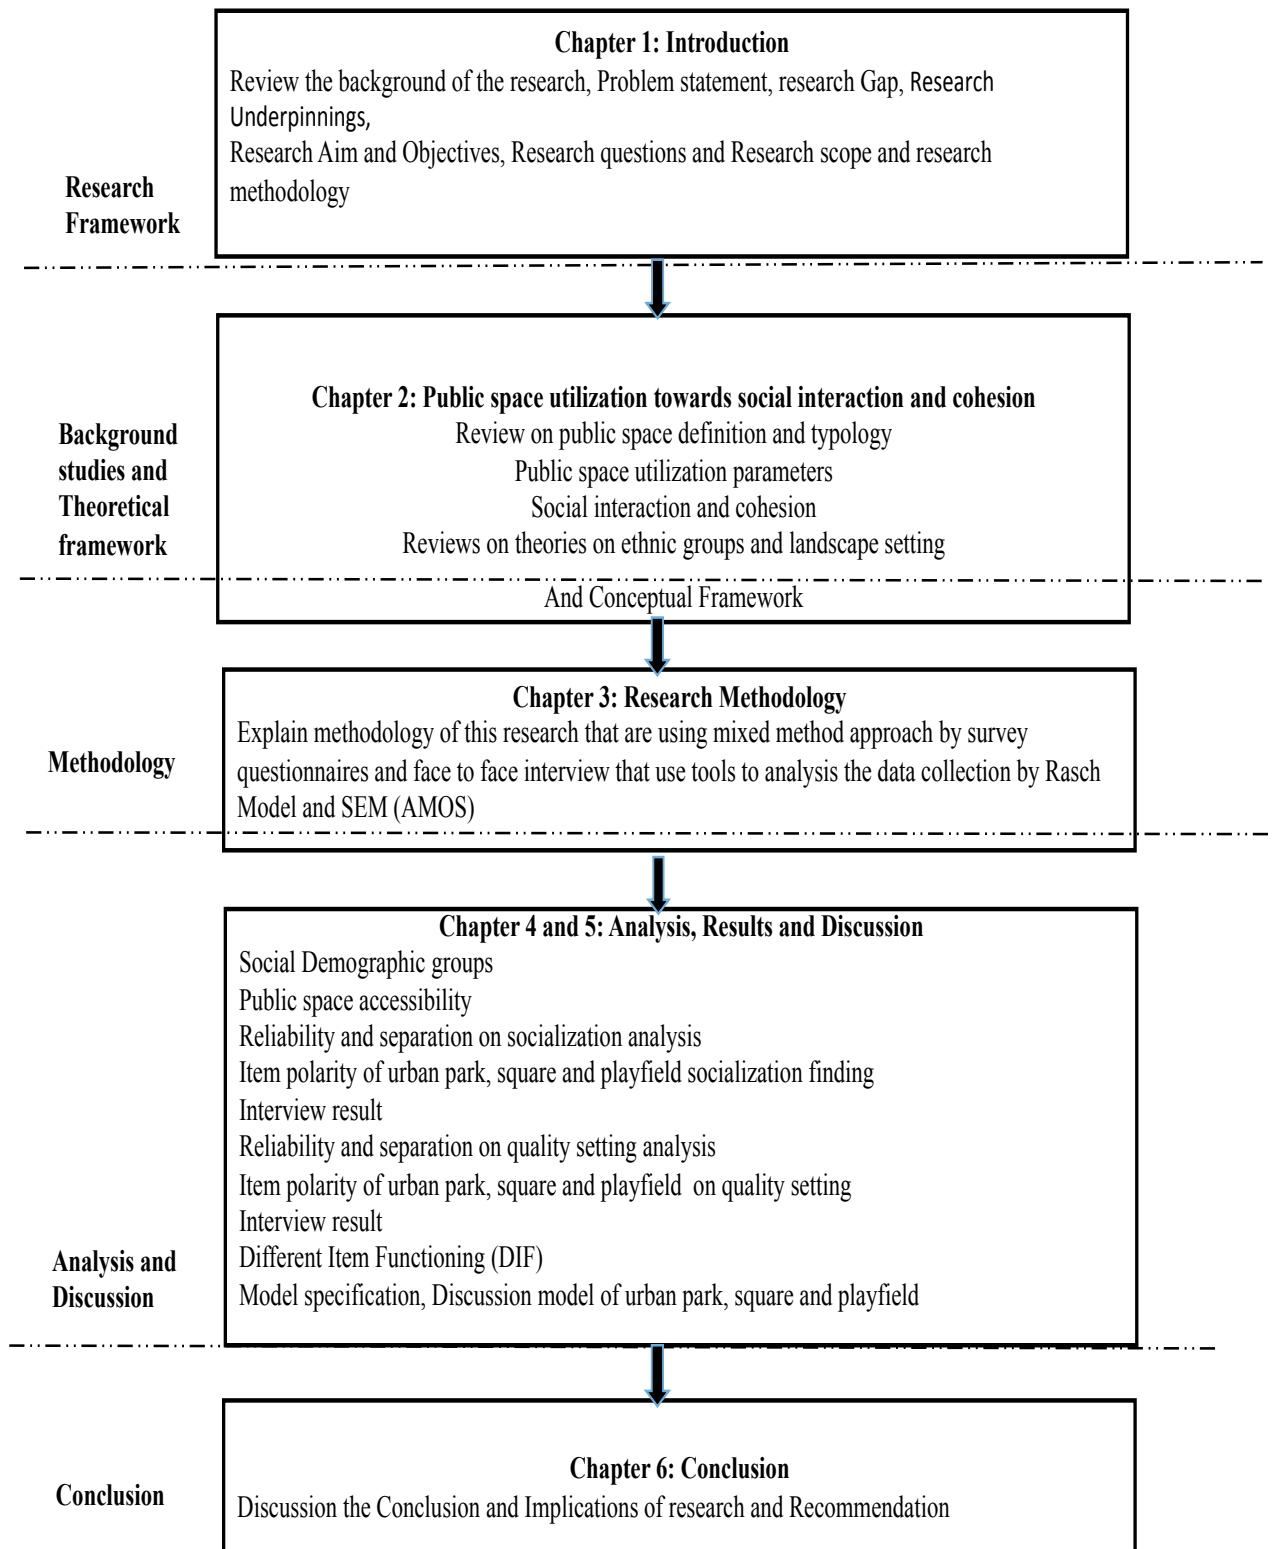 Chapter 1: Introduction
Review the background of the research, Problem statement, research Gap, Research
Underpinnings,
Research Aim and Objectives, Research questions and Research scope and research
methodology
Research
Framework
Chapter 2: Public space utilization towards social interaction and cohesion
Review on public space definition and typology
Public space utilization parameters
Social interaction and cohesion
Reviews on theories on ethnic groups and landscape setting
And Conceptual Framework
Background
studies and
Theoretical
framework
Chapter 3: Research Methodology
Explain methodology of this research that are using mixed method approach by survey
questionnaires and face to face interview that use tools to analysis the data collection by Rasch
Model and SEM (AMOS)
Methodology
Chapter 4 and 5: Analysis, Results and Discussion
Social Demographic groups
Public space accessibility
Reliability and separation on socialization analysis
Item polarity of urban park, square and playfield socialization finding
Interview result
Reliability and separation on quality setting analysis
Item polarity of urban park, square and playfield on quality setting
Interview result
Different Item Functioning (DIF)
Model specification, Discussion model of urban park, square and playfield
Analysis and
Discussion
Chapter 6: Conclusion
Discussion the Conclusion and Implications of research and Recommendation
Conclusion